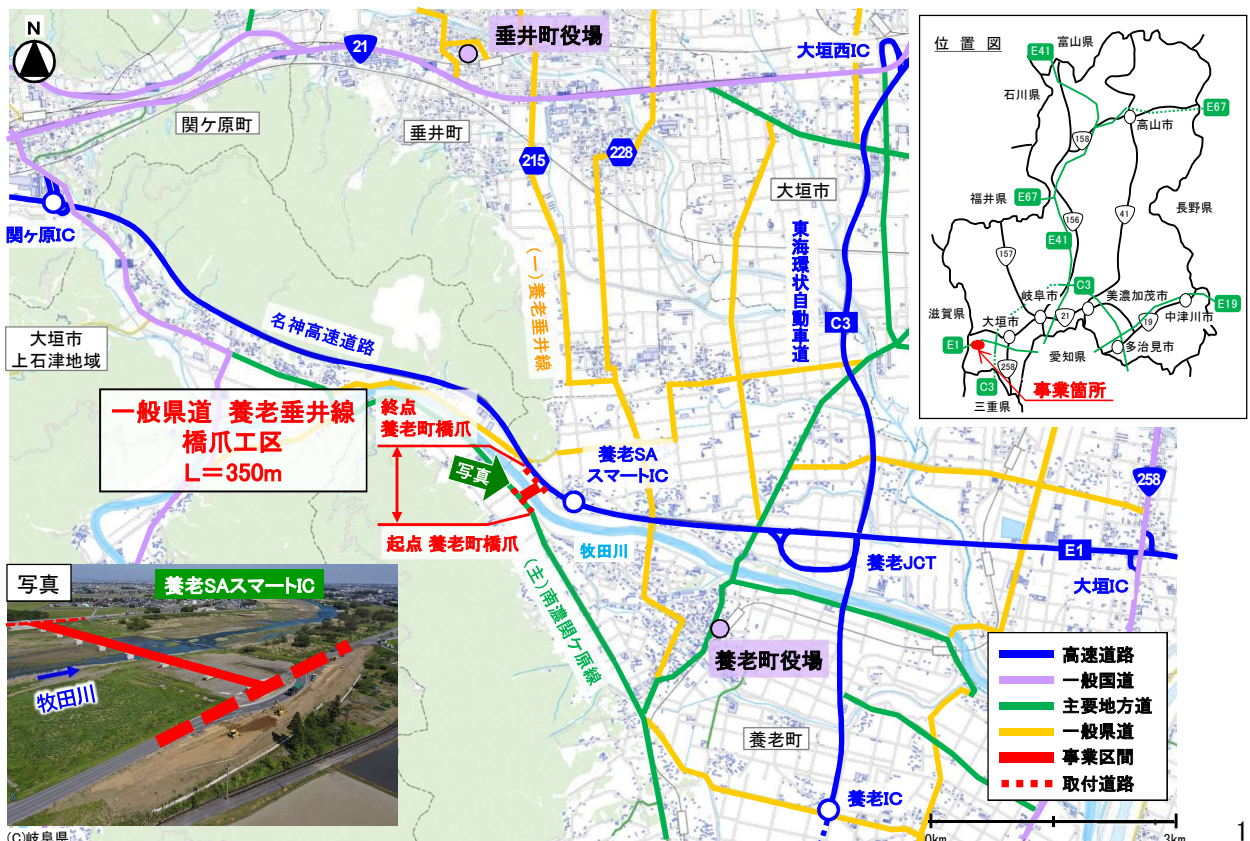 N
21
垂井町役場
大垣西IC
関ケ原町
垂井町
215
228
大垣市
関ヶ原IC
(一)養老垂井線
東海環状自動車道
C3
名神高速道路
大垣市
上石津地域
一般県道 養老垂井線
橋爪工区
L=350m
終点
養老町橋爪
写真
起点 養老町橋爪
養老SA
スマートIC
牧田川
(主)南濃関ケ原線
養老JCT
E1
258
大垣IC
養老町役場
養老町
養老IC
写真
養老SAスマートIC
牧田川
(C)岐阜県
高速道路
一般国道
主要地方道
一般県道
事業区間
取付道路
0km
3km
1
位置図
E41
富山県
石川県
E67
高山市
158
福井県
E67
長野県
156
41
E41
157
C3
岐阜市
美濃加茂市
E19
滋賀県
大垣市
21
19
中津川市
E1
多治見市
愛知県
258
C3
事業箇所
三重県